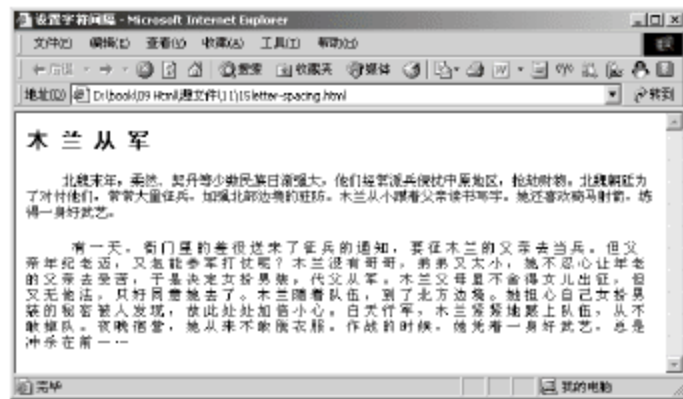 设置字符间隔 - Microsoft Internet Explorer
文件(F) 编辑(E) 查看(V) 收藏(A) 工具(T) 帮助(H)
后退 搜索 收藏夹 媒体
地址(D) D:\book\09 Html\源文件\(11)\15letter-spacing.html 转到
木兰从军
北魏末年，柔然、契丹等少数民族日渐强大，他们经常派兵侵扰中原地区，抢劫财物。北魏朝廷为
了对付他们，常常大量征兵，加强北部边境的驻防。木兰从小跟着父亲读书写字，她还喜欢骑马射箭，练
得一身好武艺。
有一天，衙门里的差役送来了征兵的通知，要征木兰的父亲去当兵。但父
亲年纪老迈，又怎能参军打仗呢？木兰没有哥哥，弟弟又太小，她不忍心让年老
的父亲去受苦，于是决定女扮男装，代父从军。木兰父母虽不舍得女儿出征，但
又无他法，只好同意她去了。木兰随着队伍，到了北方边境。她担心自己女扮男
装的秘密被人发现，故此处处加倍小心。白天行军，木兰紧紧地跟上队伍，从不
敢掉队。夜晚宿营，她从来不敢脱衣服。作战的时候，她凭着一身好武艺，总是
冲杀在前……
完毕 我的电脑